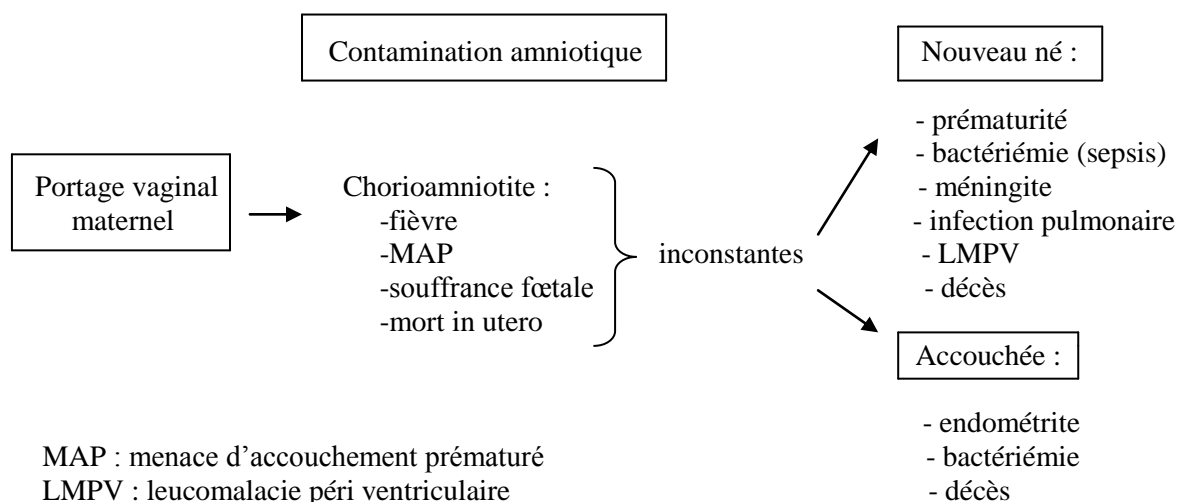 Contamination amniotique
Portage vaginal
maternel
Chorioamniotite :
-fièvre
-MAP
-souffrance fœtale
-mort in utero
inconstantes
Nouveau né :
- prématurité
- bactériémie (sepsis)
- méningite
- infection pulmonaire
- LMPV
- décès
Accouchée :
- endométrite
- bactériémie
- décès
MAP : menace d’accouchement prématuré
LMPV : leucomalacie péri ventriculaire